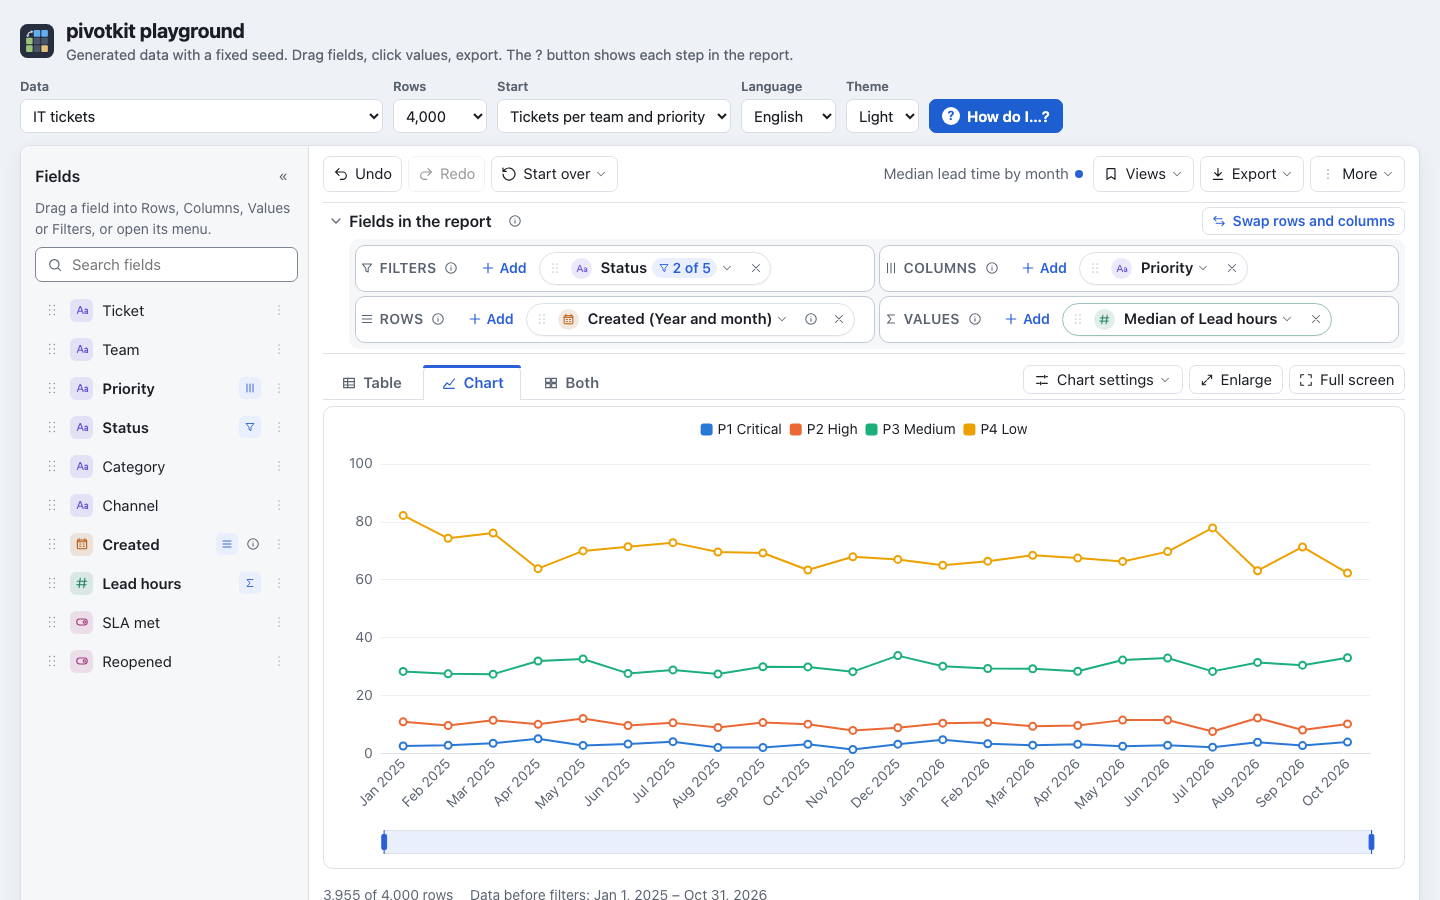 pivotkit playground
Generated data with a fixed seed. Drag fields, click values, export. The ? button shows each step in the report.
Data
Rows
Start
Language
Theme
IT tickets
4,000
Tickets per team and priority
English
Light
? How do I...?
Fields
«
Drag a field into Rows, Columns, Values
or Filters, or open its menu.
Search fields
Aa Ticket
Aa Team
Aa Priority
Aa Status
Aa Category
Aa Channel
Created
# Lead hours Σ
SLA met
Reopened
Undo
Redo
Start over
Median lead time by month
Views
Export
More
Fields in the report
Swap rows and columns
FILTERS + Add Aa Status 2 of 5
COLUMNS + Add Aa Priority
ROWS + Add Created (Year and month)
Σ VALUES + Add # Median of Lead hours
Table
Chart
Both
Chart settings
Enlarge
Full screen
P1 Critical P2 High P3 Medium P4 Low
100
80
60
40
20
0
Jan 2025
Feb 2025
Mar 2025
Apr 2025
May 2025
Jun 2025
Jul 2025
Aug 2025
Sep 2025
Oct 2025
Nov 2025
Dec 2025
Jan 2026
Feb 2026
Mar 2026
Apr 2026
May 2026
Jun 2026
Jul 2026
Aug 2026
Sep 2026
Oct 2026
3,955 of 4,000 rows Data before filters: Jan 1, 2025 – Oct 31, 2026